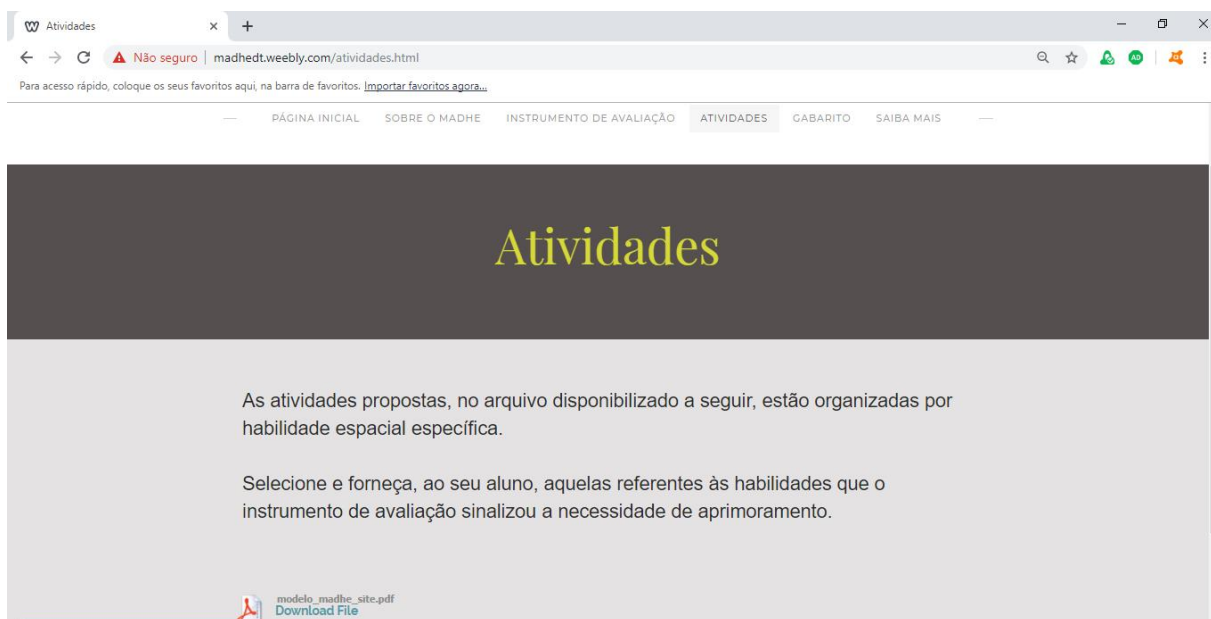 Atividades
Não seguro | madhedt.weebly.com/atividades.html
Para acesso rápido, coloque os seus favoritos aqui, na barra de favoritos. Importar favoritos agora...
PÁGINA INICIAL SOBRE O MADHE INSTRUMENTO DE AVALIAÇÃO ATIVIDADES GABARITO SAIBA MAIS
Atividades
As atividades propostas, no arquivo disponibilizado a seguir, estão organizadas por
habilidade espacial específica.
Selecione e forneça, ao seu aluno, aquelas referentes às habilidades que o
instrumento de avaliação sinalizou a necessidade de aprimoramento.
modelo_madhe_site.pdf
Download File